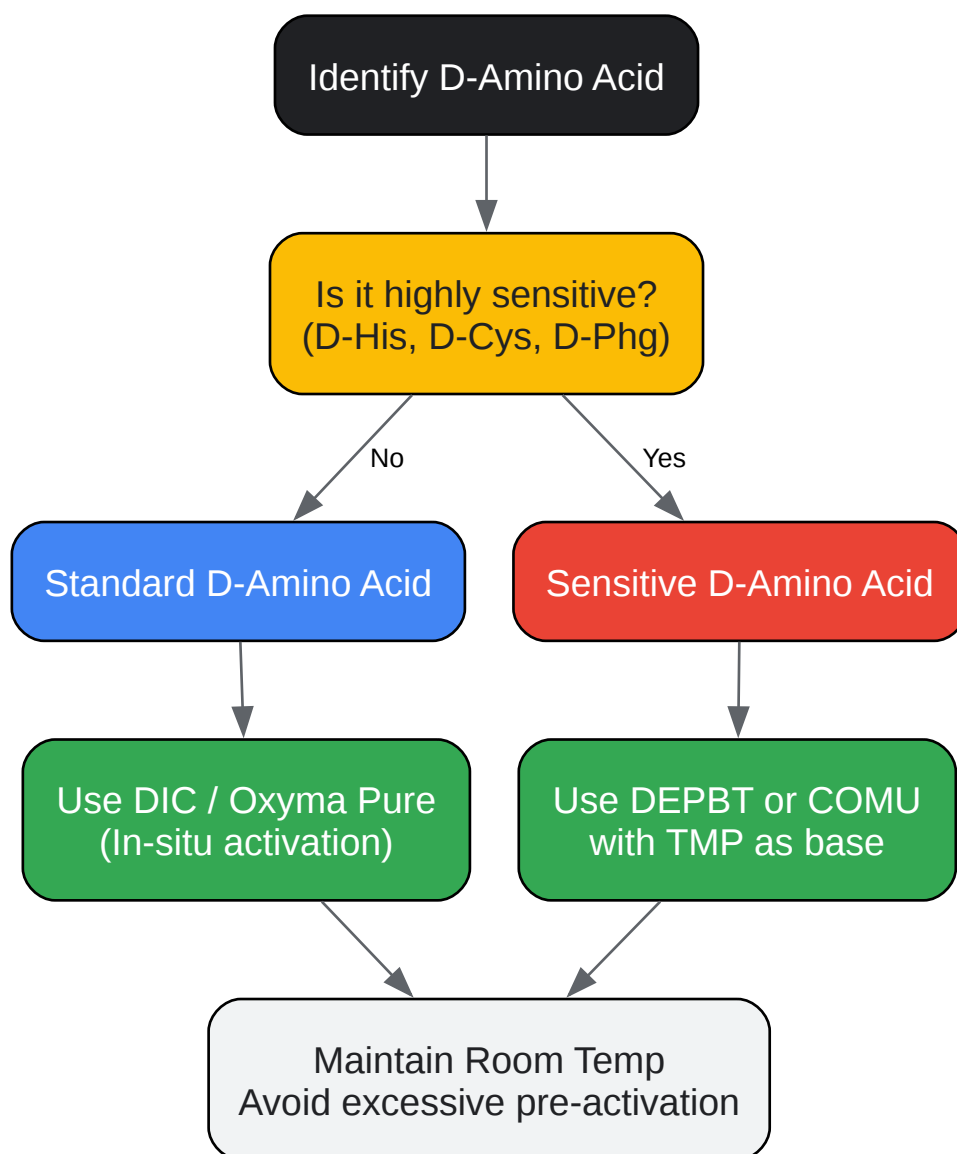 Identify D-Amino Acid
Is it highly sensitive?
(D-His, D-Cys, D-Phg)
No
Yes
Standard D-Amino Acid
Sensitive D-Amino Acid
Use DIC / Oxyma Pure
(In-situ activation)
Use DEPBT or COMU
with TMP as base
Maintain Room Temp
Avoid excessive pre-activation